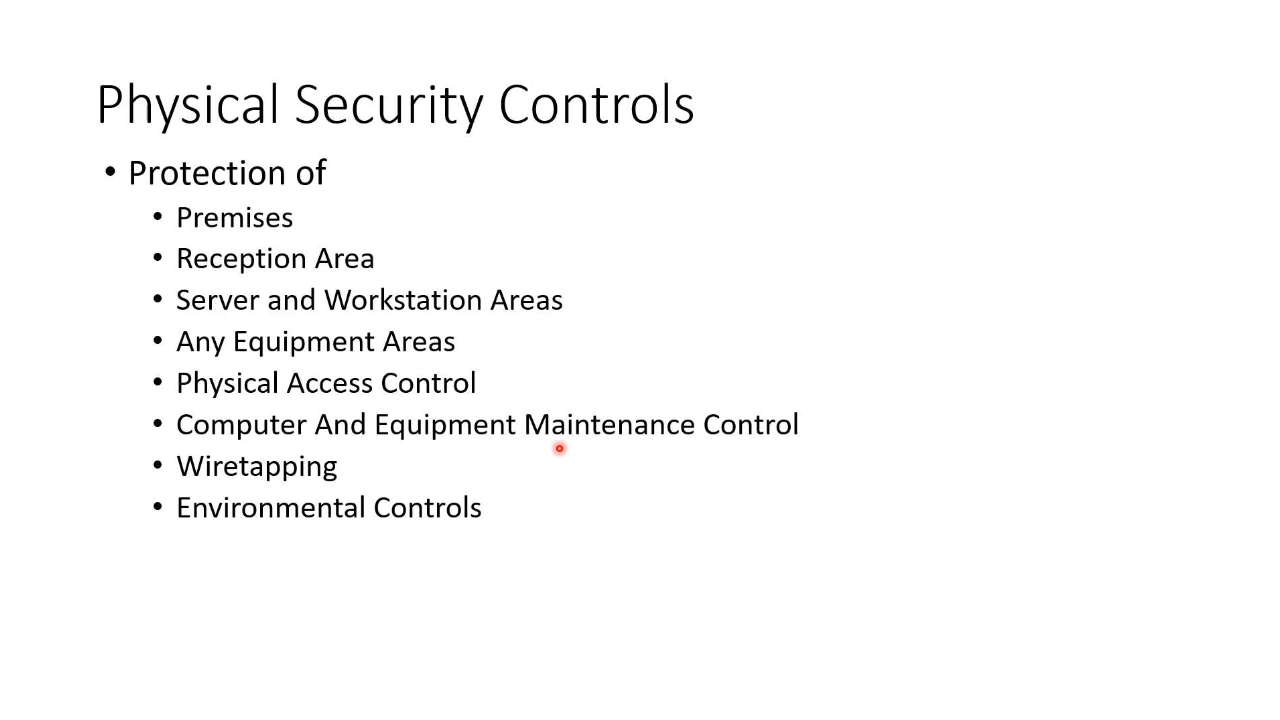 Physical Security Controls
• Protection of
• Premises
• Reception Area
• Server and Workstation Areas
• Any Equipment Areas
• Physical Access Control
• Computer And Equipment Maintenance Control
• Wiretapping
• Environmental Controls